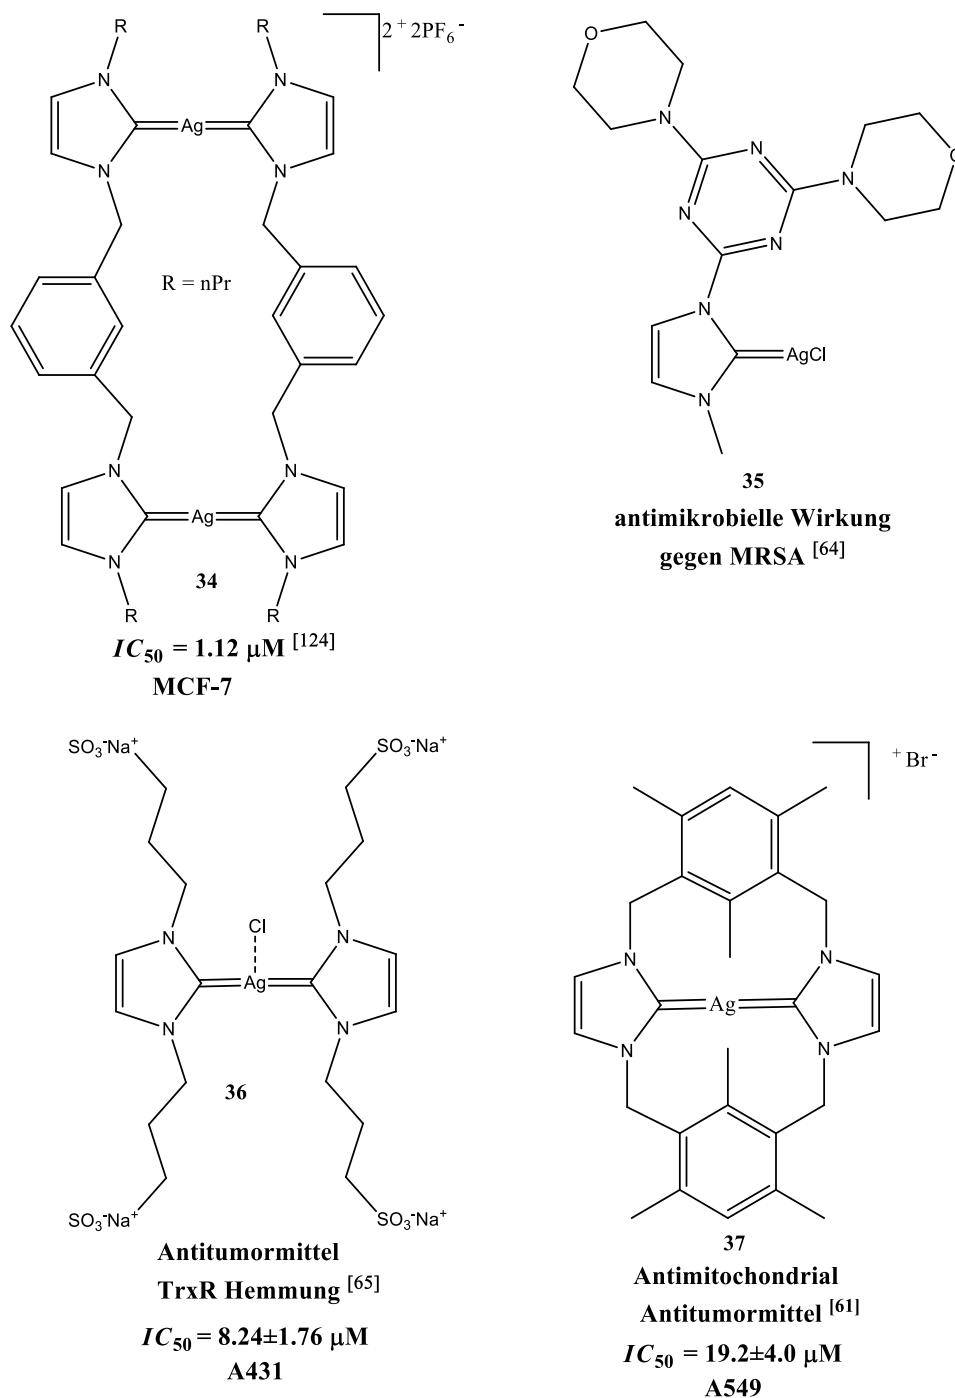 R R
2+ 2PF6-
N N
Ag
N N
R = nPr
N N
Ag
N N
34
R R
IC50 = 1.12 μM [124]
MCF-7
O
N
N
N
O
N
N
N
AgCl
N
35
antimikrobielle Wirkung
gegen MRSA [64]
SO3-Na+ SO3-Na+
Cl
N N
Ag
N N
36
SO3-Na+ SO3-Na+
Antitumormittel
TrxR Hemmung [65]
IC50 = 8.24±1.76 μM
A431
+ Br-
N N
Ag
N N
37
Antimitochondrial
Antitumormittel [61]
IC50 = 19.2±4.0 μM
A549